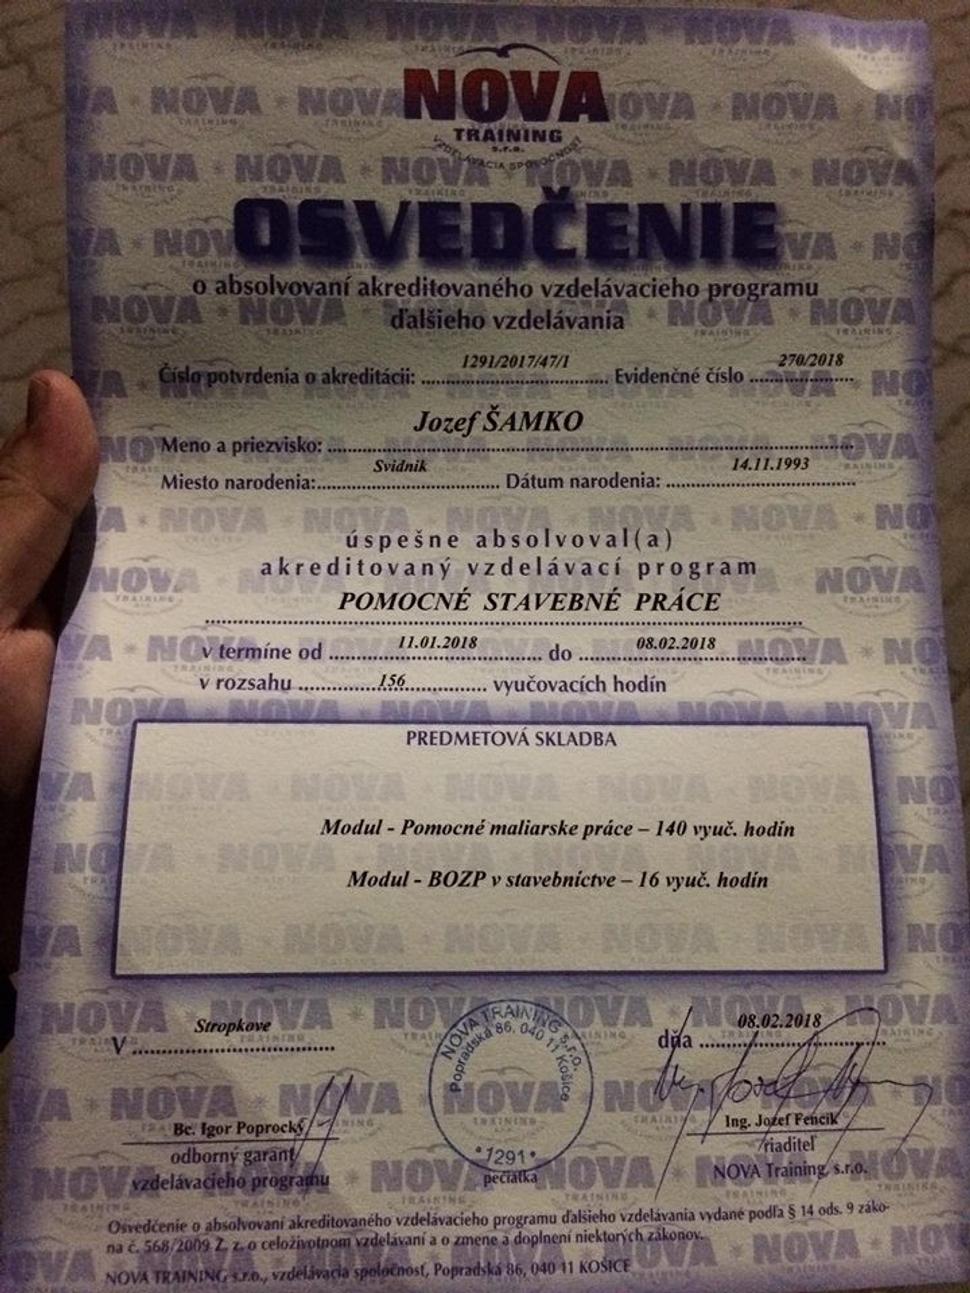 NOVA
TRAINING
s.r.o.
VZDELÁVACIA SPOLOČNOSŤ
OSVEDČENIE
o absolvovaní akreditovaného vzdelávacieho programu
ďalšieho vzdelávania
Číslo potvrdenia o akreditácii: 1291/2017/47/1 Evidenčné číslo 270/2018
Jozef ŠAMKO
Meno a priezvisko:
Miesto narodenia: Svidník Dátum narodenia: 14.11.1993
úspešne absolvoval(a)
akreditovaný vzdelávací program
POMOCNÉ STAVEBNÉ PRÁCE
v termíne od 11.01.2018 do 08.02.2018
v rozsahu 156 vyučovacích hodín
PREDMETOVÁ SKLADBA
Modul - Pomocné maliarske práce – 140 vyuč. hodín
Modul - BOZP v stavebníctve – 16 vyuč. hodín
V Stropkove
dňa 08.02.2018
NOVA TRAINING s.r.o.
Popradská 86, 040 11 Košice
*1291*
pečiatka
Bc. Igor Poprocký
odborný garant
vzdelávacieho programu
Ing. Jozef Fenčík
riaditeľ
NOVA Training, s.r.o.
Osvedčenie o absolvovaní akreditovaného vzdelávacieho programu ďalšieho vzdelávania vydané podľa § 14 ods. 9 záko-
na č. 568/2009 Z. z. o celoživotnom vzdelávaní a o zmene a doplnení niektorých zákonov.
NOVA TRAINING s.r.o., vzdelávacia spoločnosť, Popradská 86, 040 11 KOŠICE